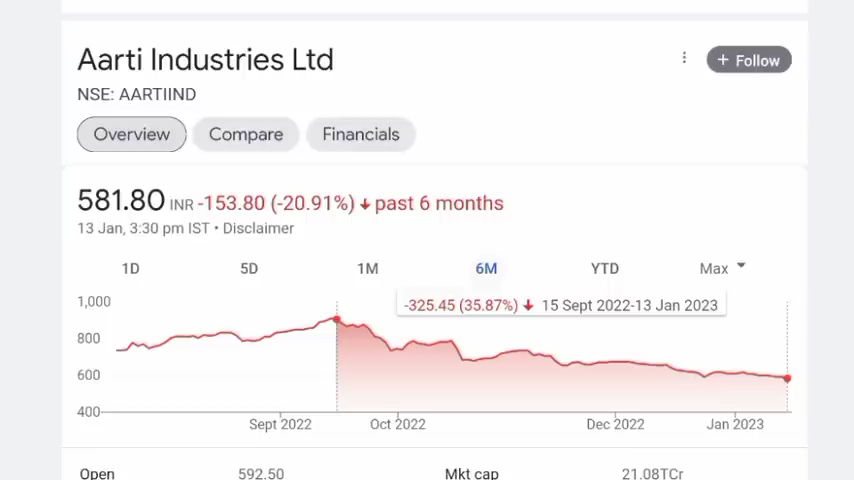 Aarti Industries Ltd
+ Follow
NSE: AARTIIND
Overview Compare Financials
581.80 INR -153.80 (-20.91%) ↓ past 6 months
13 Jan, 3:30 pm IST • Disclaimer
1D 5D 1M 6M YTD Max
-325.45 (35.87%) ↓ 15 Sept 2022-13 Jan 2023
1,000
800
600
400
Sept 2022 Oct 2022 Dec 2022 Jan 2023
Open 592.50 Mkt cap 21.08TCr